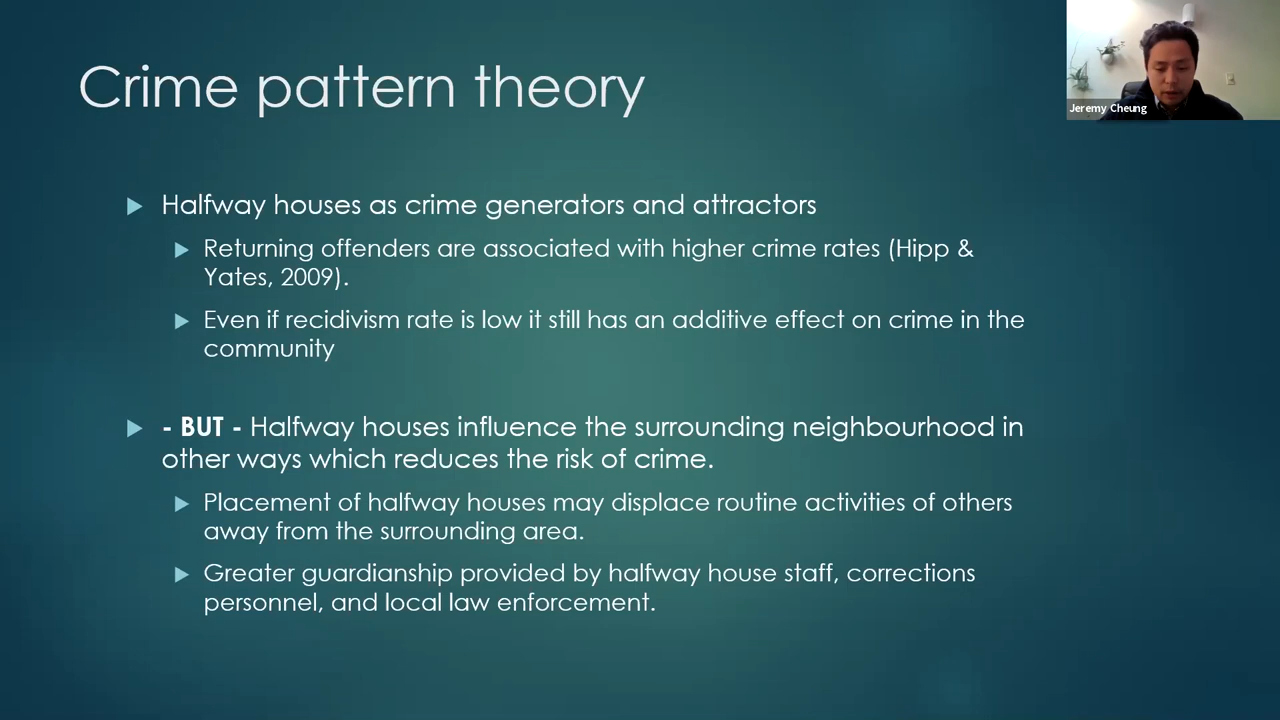 Crime pattern theory
Jeremy Cheung
Halfway houses as crime generators and attractors
Returning offenders are associated with higher crime rates (Hipp &
Yates, 2009).
Even if recidivism rate is low it still has an additive effect on crime in the
community
- BUT - Halfway houses influence the surrounding neighbourhood in
other ways which reduces the risk of crime.
Placement of halfway houses may displace routine activities of others
away from the surrounding area.
Greater guardianship provided by halfway house staff, corrections
personnel, and local law enforcement.